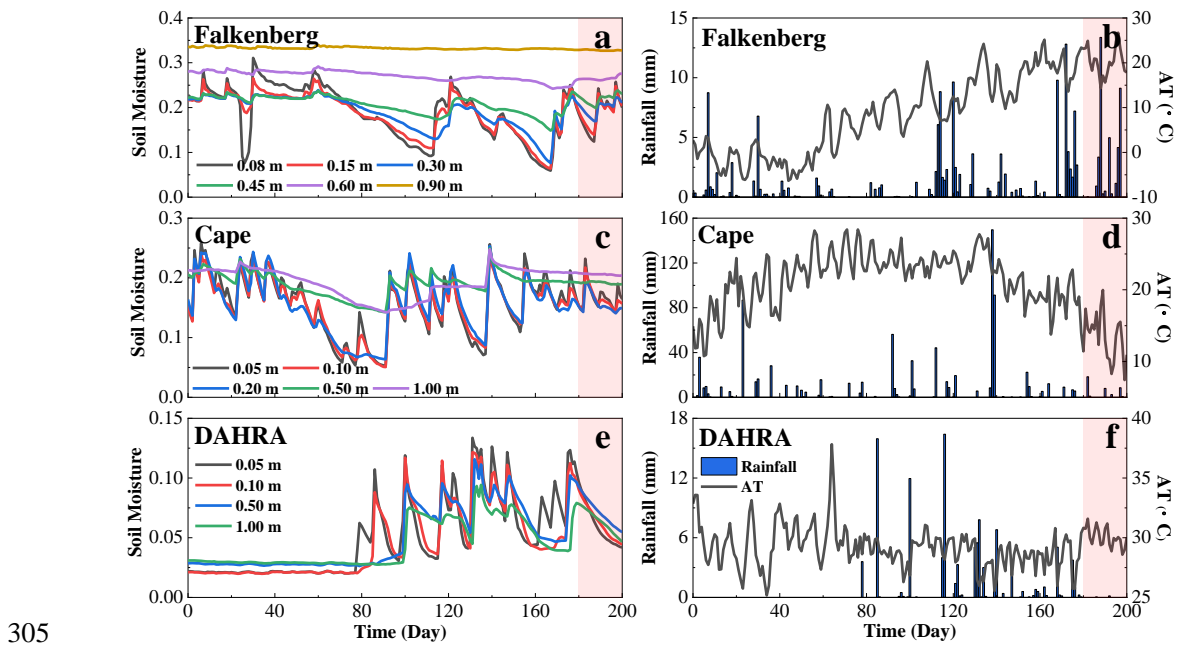 0.4
0.3
0.2
0.1
0.0
Soil Moisture
Falkenberg
a
0.08 m 0.15 m 0.30 m
0.45 m 0.60 m 0.90 m
15
10
5
0
Rainfall (mm)
Falkenberg
b
30
20
10
0
-10
AT (° C)
0.3
0.2
0.1
0.0
Soil Moisture
Cape
c
0.05 m 0.10 m
0.20 m 0.50 m 1.00 m
160
120
80
40
0
Rainfall (mm)
Cape
d
30
20
10
AT (° C)
0.15
0.10
0.05
0.00
Soil Moisture
DAHRA
e
0.05 m
0.10 m
0.50 m
1.00 m
0 40 80 120 160 200
Time (Day)
18
12
6
0
Rainfall (mm)
DAHRA
f
Rainfall
AT
40
35
30
25
AT (° C)
0 40 80 120 160 200
Time (Day)
305